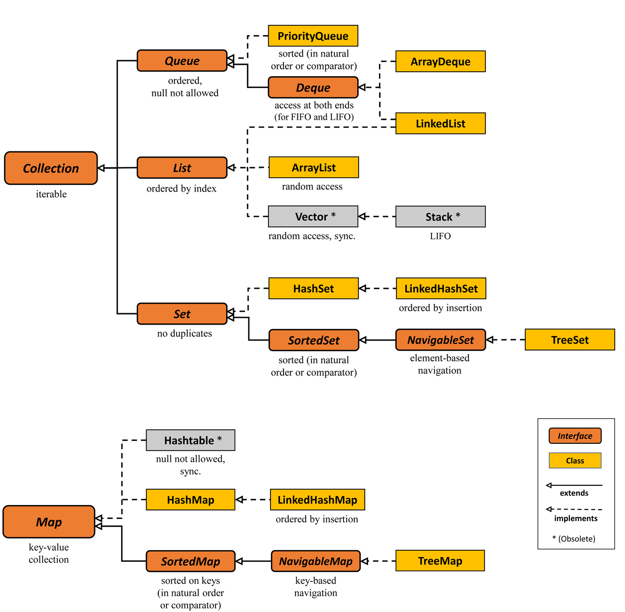 PriorityQueue
Queue
sorted (in natural
order or comparator)
ArrayDeque
ordered,
null not allowed
Deque
access at both ends
(for FIFO and LIFO)
LinkedList
Collection
List
ArrayList
iterable
ordered by index
random access
Vector *
Stack *
random access, sync.
LIFO
HashSet
LinkedHashSet
Set
ordered by insertion
no duplicates
SortedSet
NavigableSet
TreeSet
sorted (in natural
order or comparator)
element-based
navigation
Hashtable *
null not allowed,
sync.
HashMap
LinkedHashMap
Map
ordered by insertion
key-value
collection
SortedMap
NavigableMap
TreeMap
sorted on keys
(in natural order
or comparator)
key-based
navigation
Interface
Class
extends
implements
* (Obsolete)